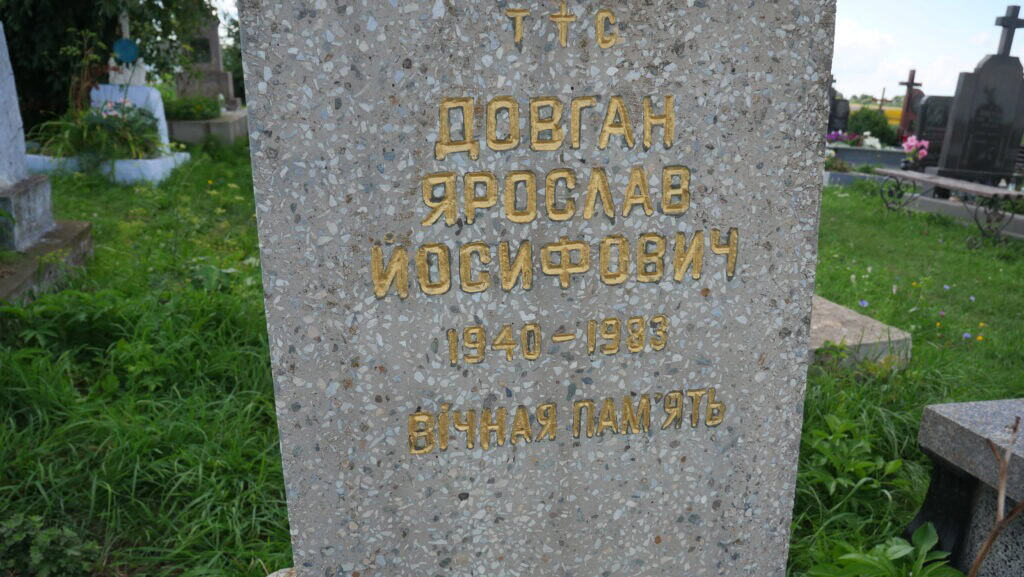 Т † С
ДОВГАН
ЯРОСЛАВ
ЙОСИФОВИЧ
1940-1983
ВІЧНАЯ ПАМ'ЯТЬ